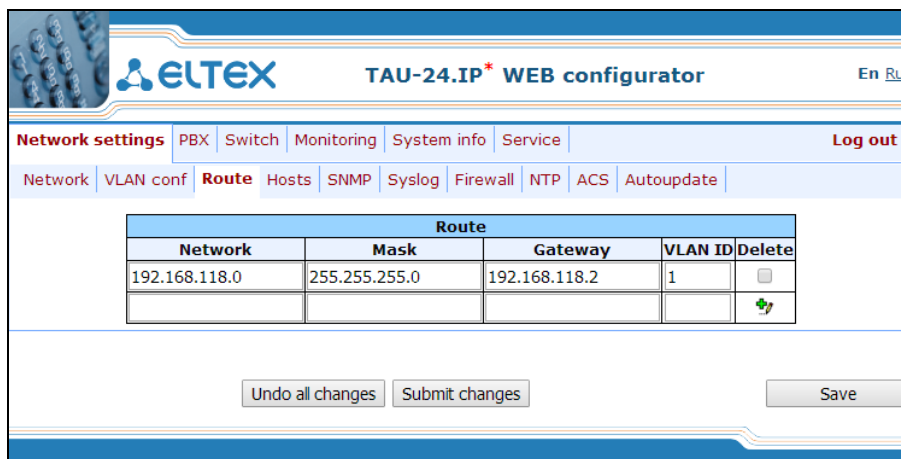 ELTEX TAU-24.IP* WEB configurator En Ru
Network settings PBX Switch Monitoring System info Service Log out
Network VLAN conf Route Hosts SNMP Syslog Firewall NTP ACS Autoupdate
Route
Network Mask Gateway VLAN ID Delete
192.168.118.0 255.255.255.0 192.168.118.2 1
Undo all changes Submit changes Save